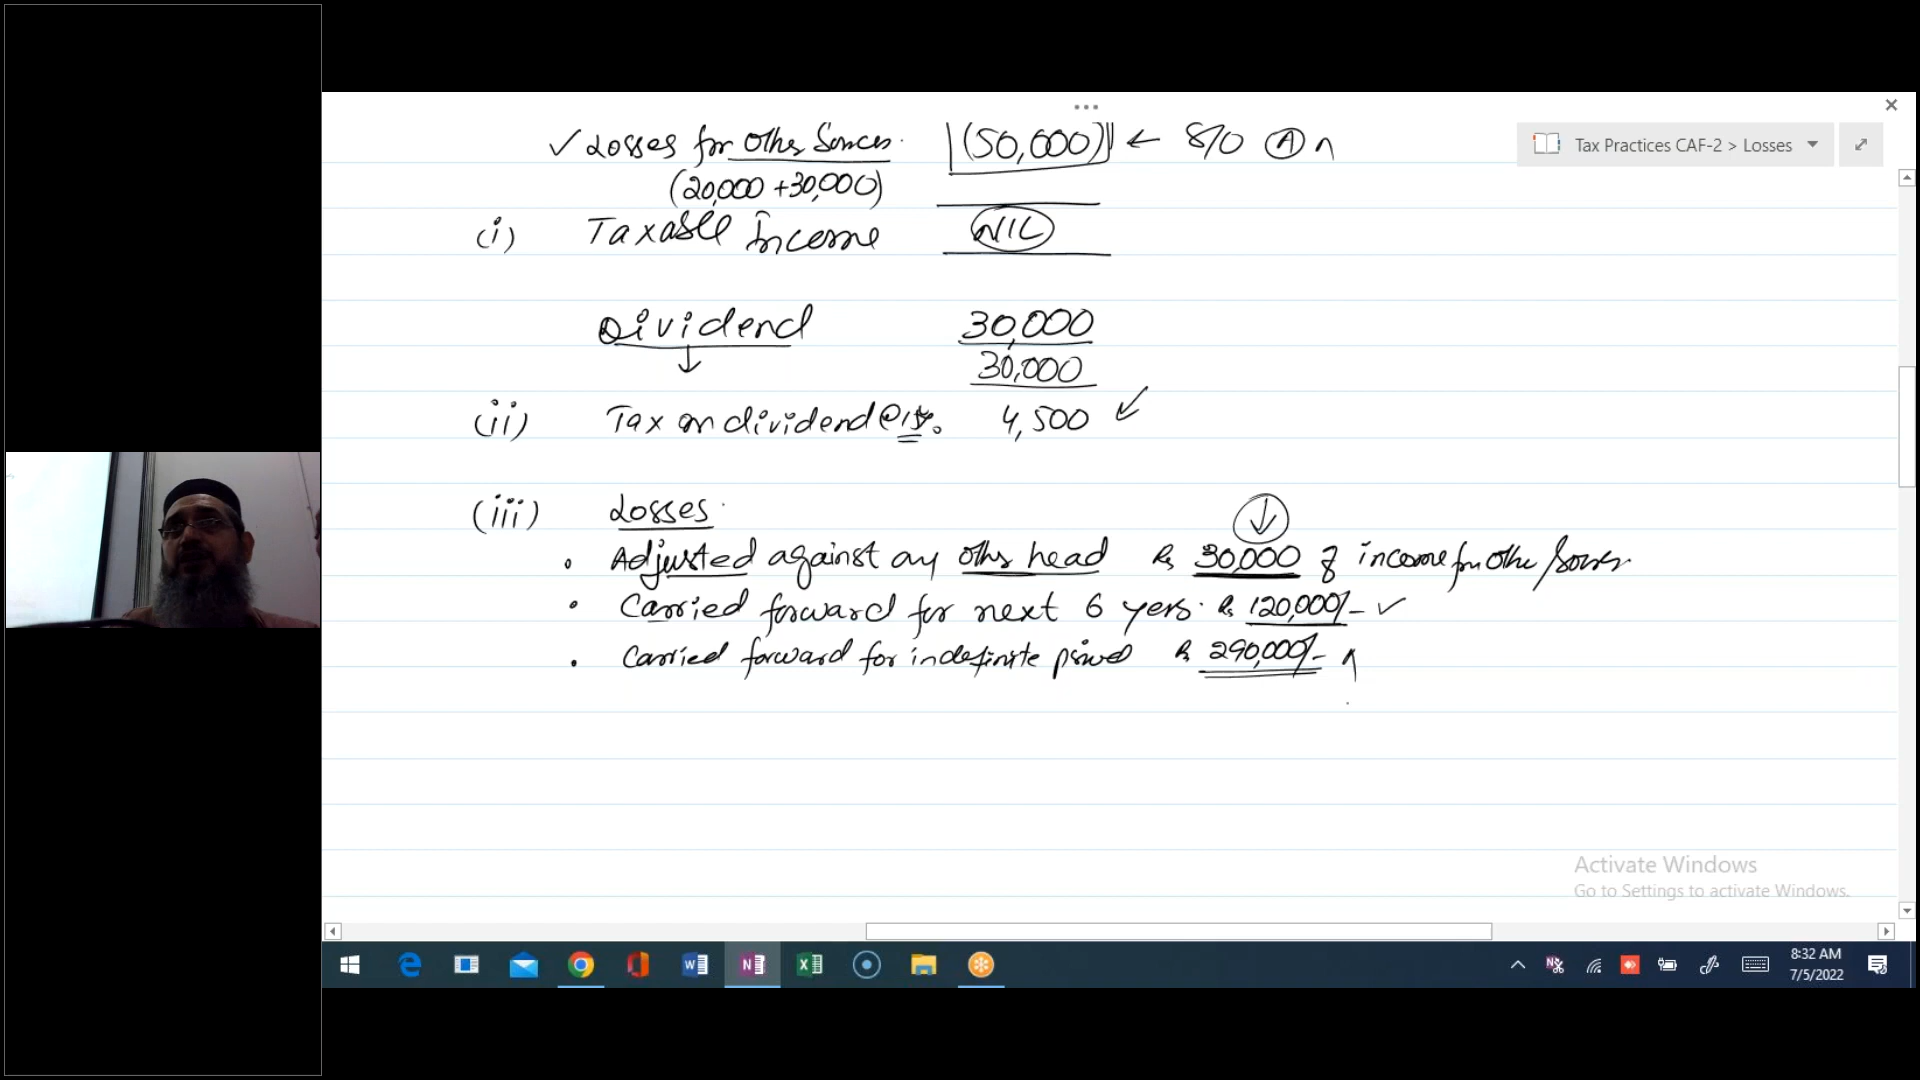 ✓ Losses for Other Sources. (50,000) ← S/O (A)
(20,000 + 30,000)
(i) Taxable Income NIL
Dividend 30,000
30,000
(ii) Tax on dividend @ 15%. 4,500 ✓
(iii) Losses.
• Adjusted against any other head Rs 30,000 of income from other sources
• Carried forward for next 6 yers. Rs 120,000/- ✓
• Carried forward for indefinite period Rs 290,000/-
Tax Practices CAF-2 > Losses
Activate Windows
Go to Settings to activate Windows.
8:32 AM
7/5/2022